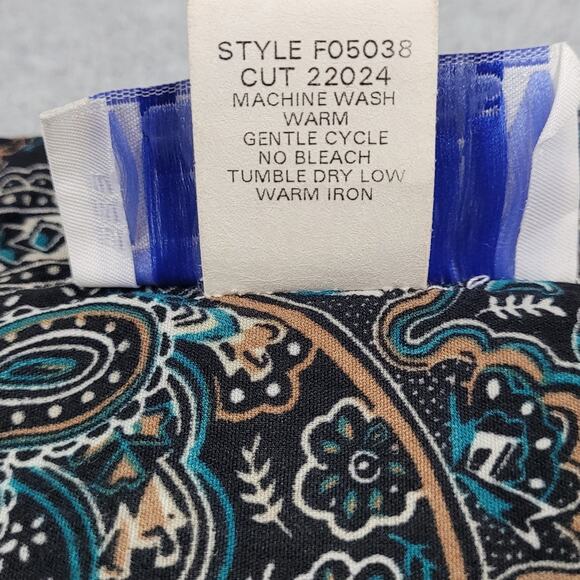 STYLE F05038
CUT 22024
MACHINE WASH
WARM
GENTLE CYCLE
NO BLEACH
TUMBLE DRY LOW
WARM IRON